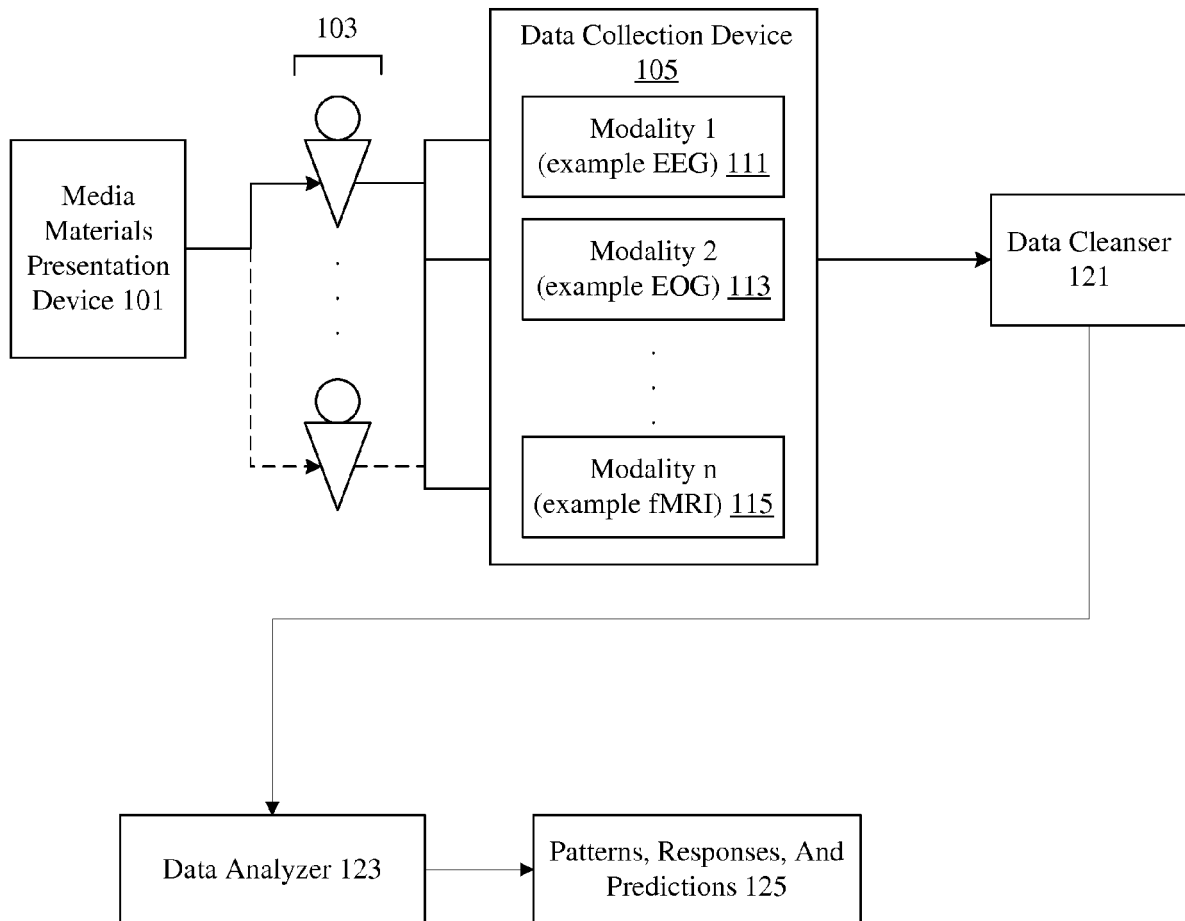 103
Data Collection Device
105
Modality 1
(example EEG) 111
Media
Materials
Presentation
Device 101
Modality 2
(example EOG) 113
Data Cleanser
121
Modality n
(example fMRI) 115
Data Analyzer 123
Patterns, Responses, And
Predictions 125